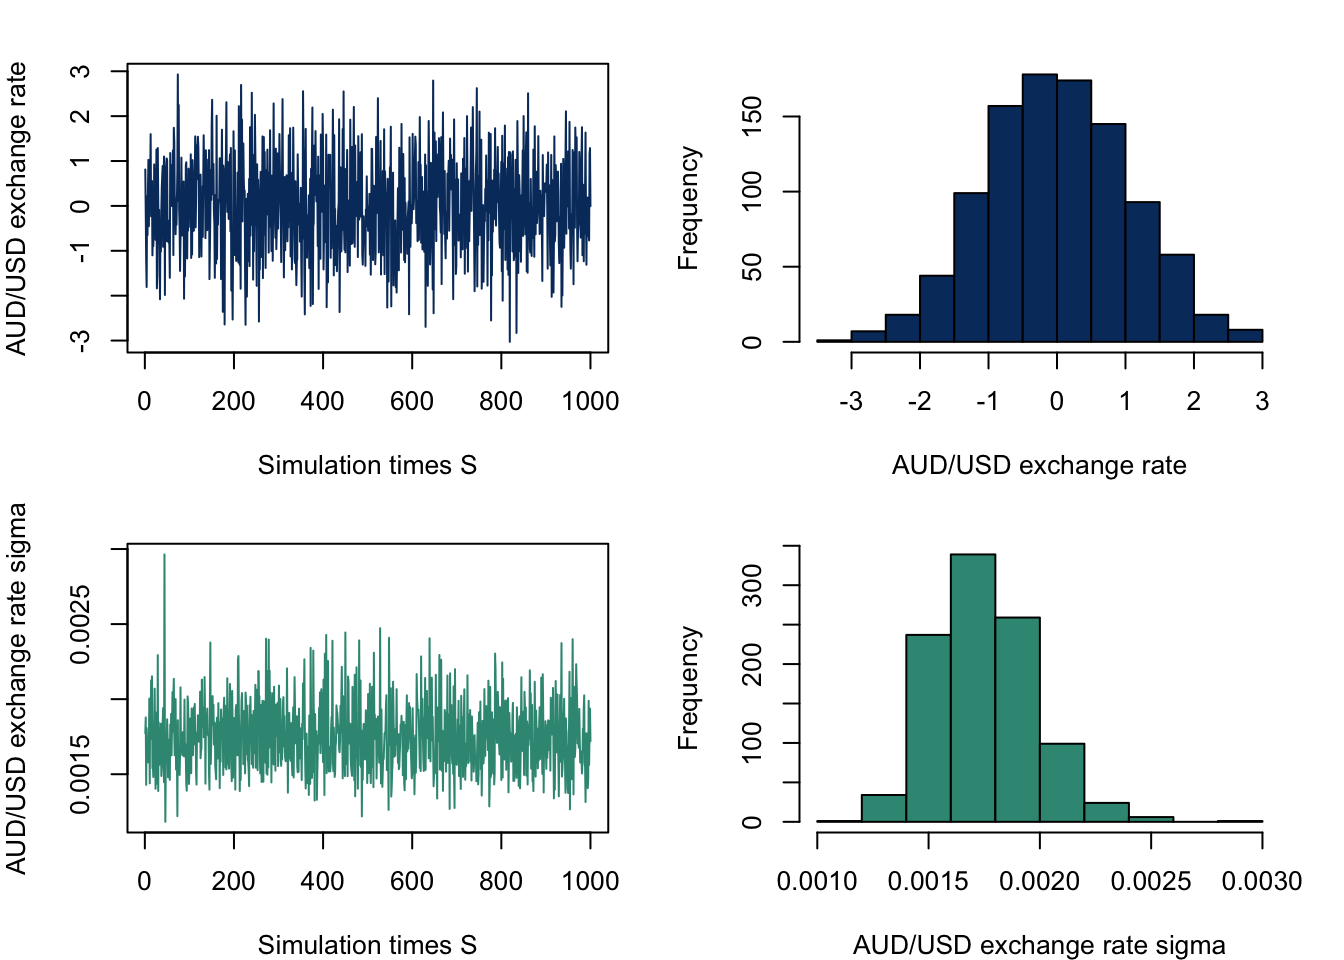 AUD/USD exchange rate
3
2
1
0
-1
-3
0 200 400 600 800 1000
Simulation times S
Frequency
150
100
50
0
-3 -2 -1 0 1 2 3
AUD/USD exchange rate
AUD/USD exchange rate sigma
0.0025
0.0015
0 200 400 600 800 1000
Simulation times S
Frequency
300
200
100
0
0.0010 0.0015 0.0020 0.0025 0.0030
AUD/USD exchange rate sigma